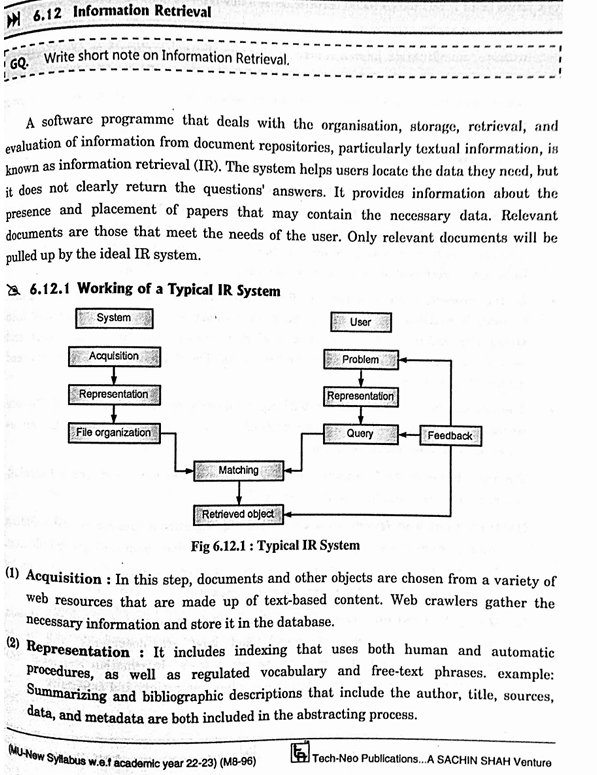 6.12 Information Retrieval
GQ. Write short note on Information Retrieval.
A software programme that deals with the organisation, storage, retrieval, and
evaluation of information from document repositories, particularly textual information, is
known as information retrieval (IR). The system helps users locate the data they need, but
it does not clearly return the questions' answers. It provides information about the
presence and placement of papers that may contain the necessary data. Relevant
documents are those that meet the needs of the user. Only relevant documents will be
pulled up by the ideal IR system.
6.12.1 Working of a Typical IR System
System
User
Acquisition
Problem
Representation
Representation
File organization
Query
Feedback
Matching
Retrieved object
Fig 6.12.1 : Typical IR System
(1) Acquisition : In this step, documents and other objects are chosen from a variety of
web resources that are made up of text-based content. Web crawlers gather the
necessary information and store it in the database.
(2) Representation : It includes indexing that uses both human and automatic
procedures, as well as regulated vocabulary and free-text phrases. example:
Summarizing and bibliographic descriptions that include the author, title, sources,
data, and metadata are both included in the abstracting process.
(MU-New Syllabus w.e.f academic year 22-23) (M8-96)
Tech-Neo Publications...A SACHIN SHAH Venture